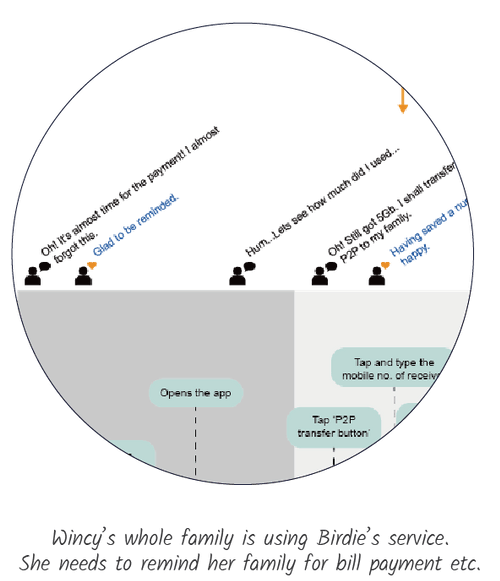 Oh! it's almost time for the payment! I almost
forgot this.
Glad to be reminded.
Hum...Lets see how much did I used...
Oh! Still got 5Gb. I shall transfer
P2P to my family.
Having saved a
happy.
Opens the app
Tap and type the
mobile no. of
Tap 'P2P
transfer button'
Wincy's whole family is using Birdie's service.
She needs to remind her family for bill payment etc.